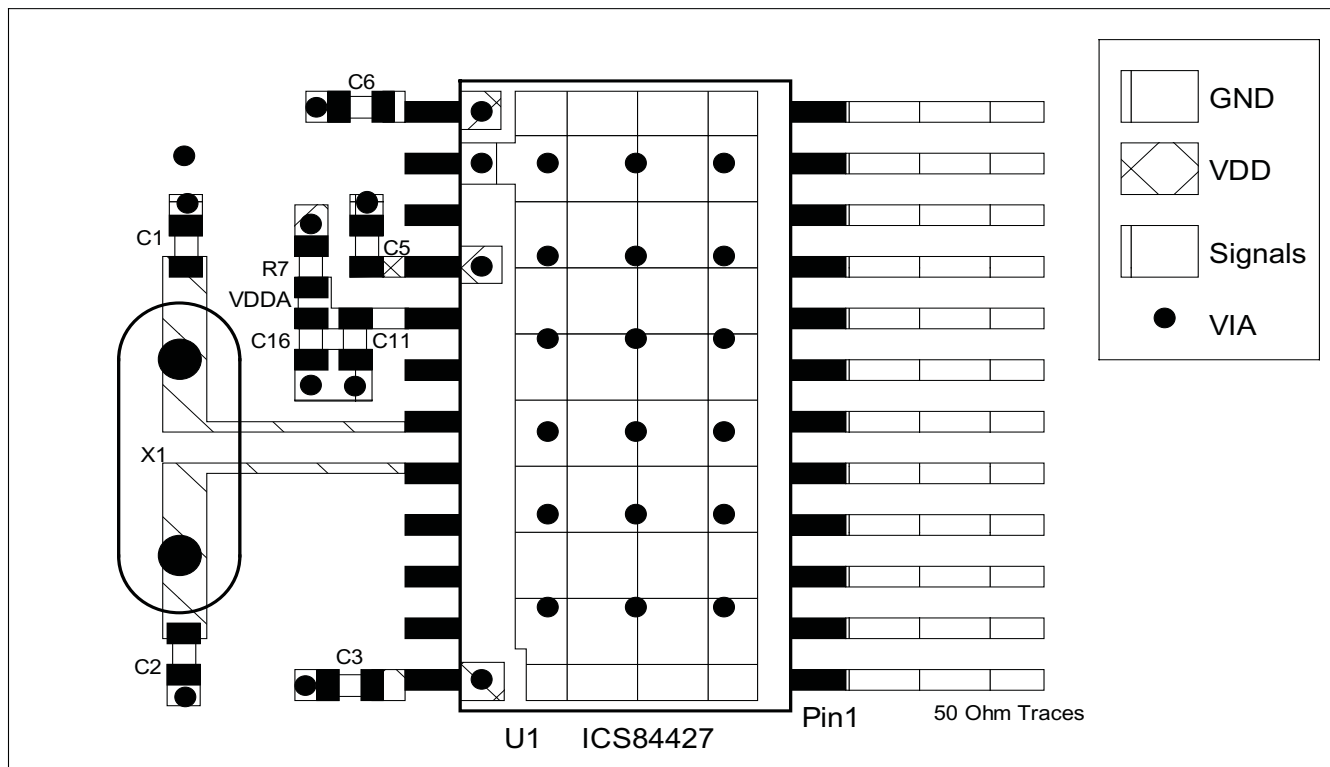 C6
GND
VDD
C1
C5
Signals
R7
VDDA
VIA
C16
C11
X1
C2
C3
Pin1
50 Ohm Traces
U1 ICS84427